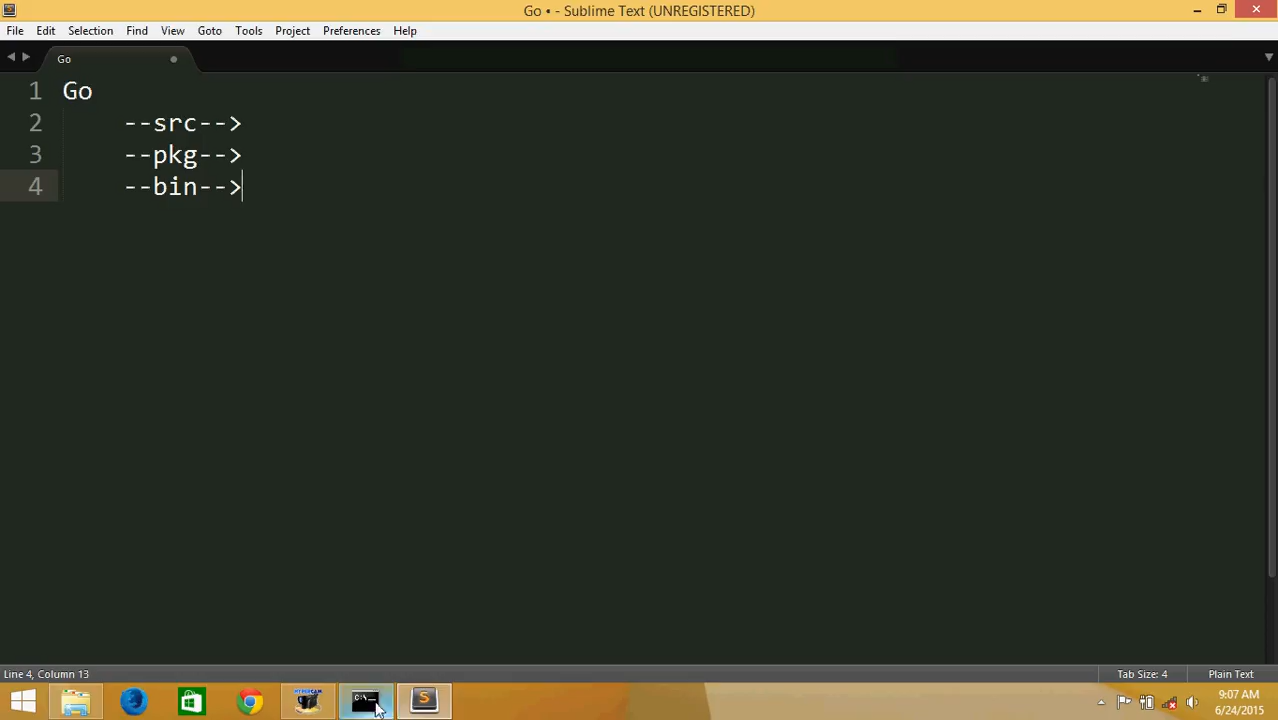 Go • - Sublime Text (UNREGISTERED)
File Edit Selection Find View Goto Tools Project Preferences Help
Go
1 Go
2 --src-->
3 --pkg-->
4 --bin-->
Line 4, Column 13
Tab Size: 4
Plain Text
HYPERCAM
C:\
S
9:07 AM
6/24/2015